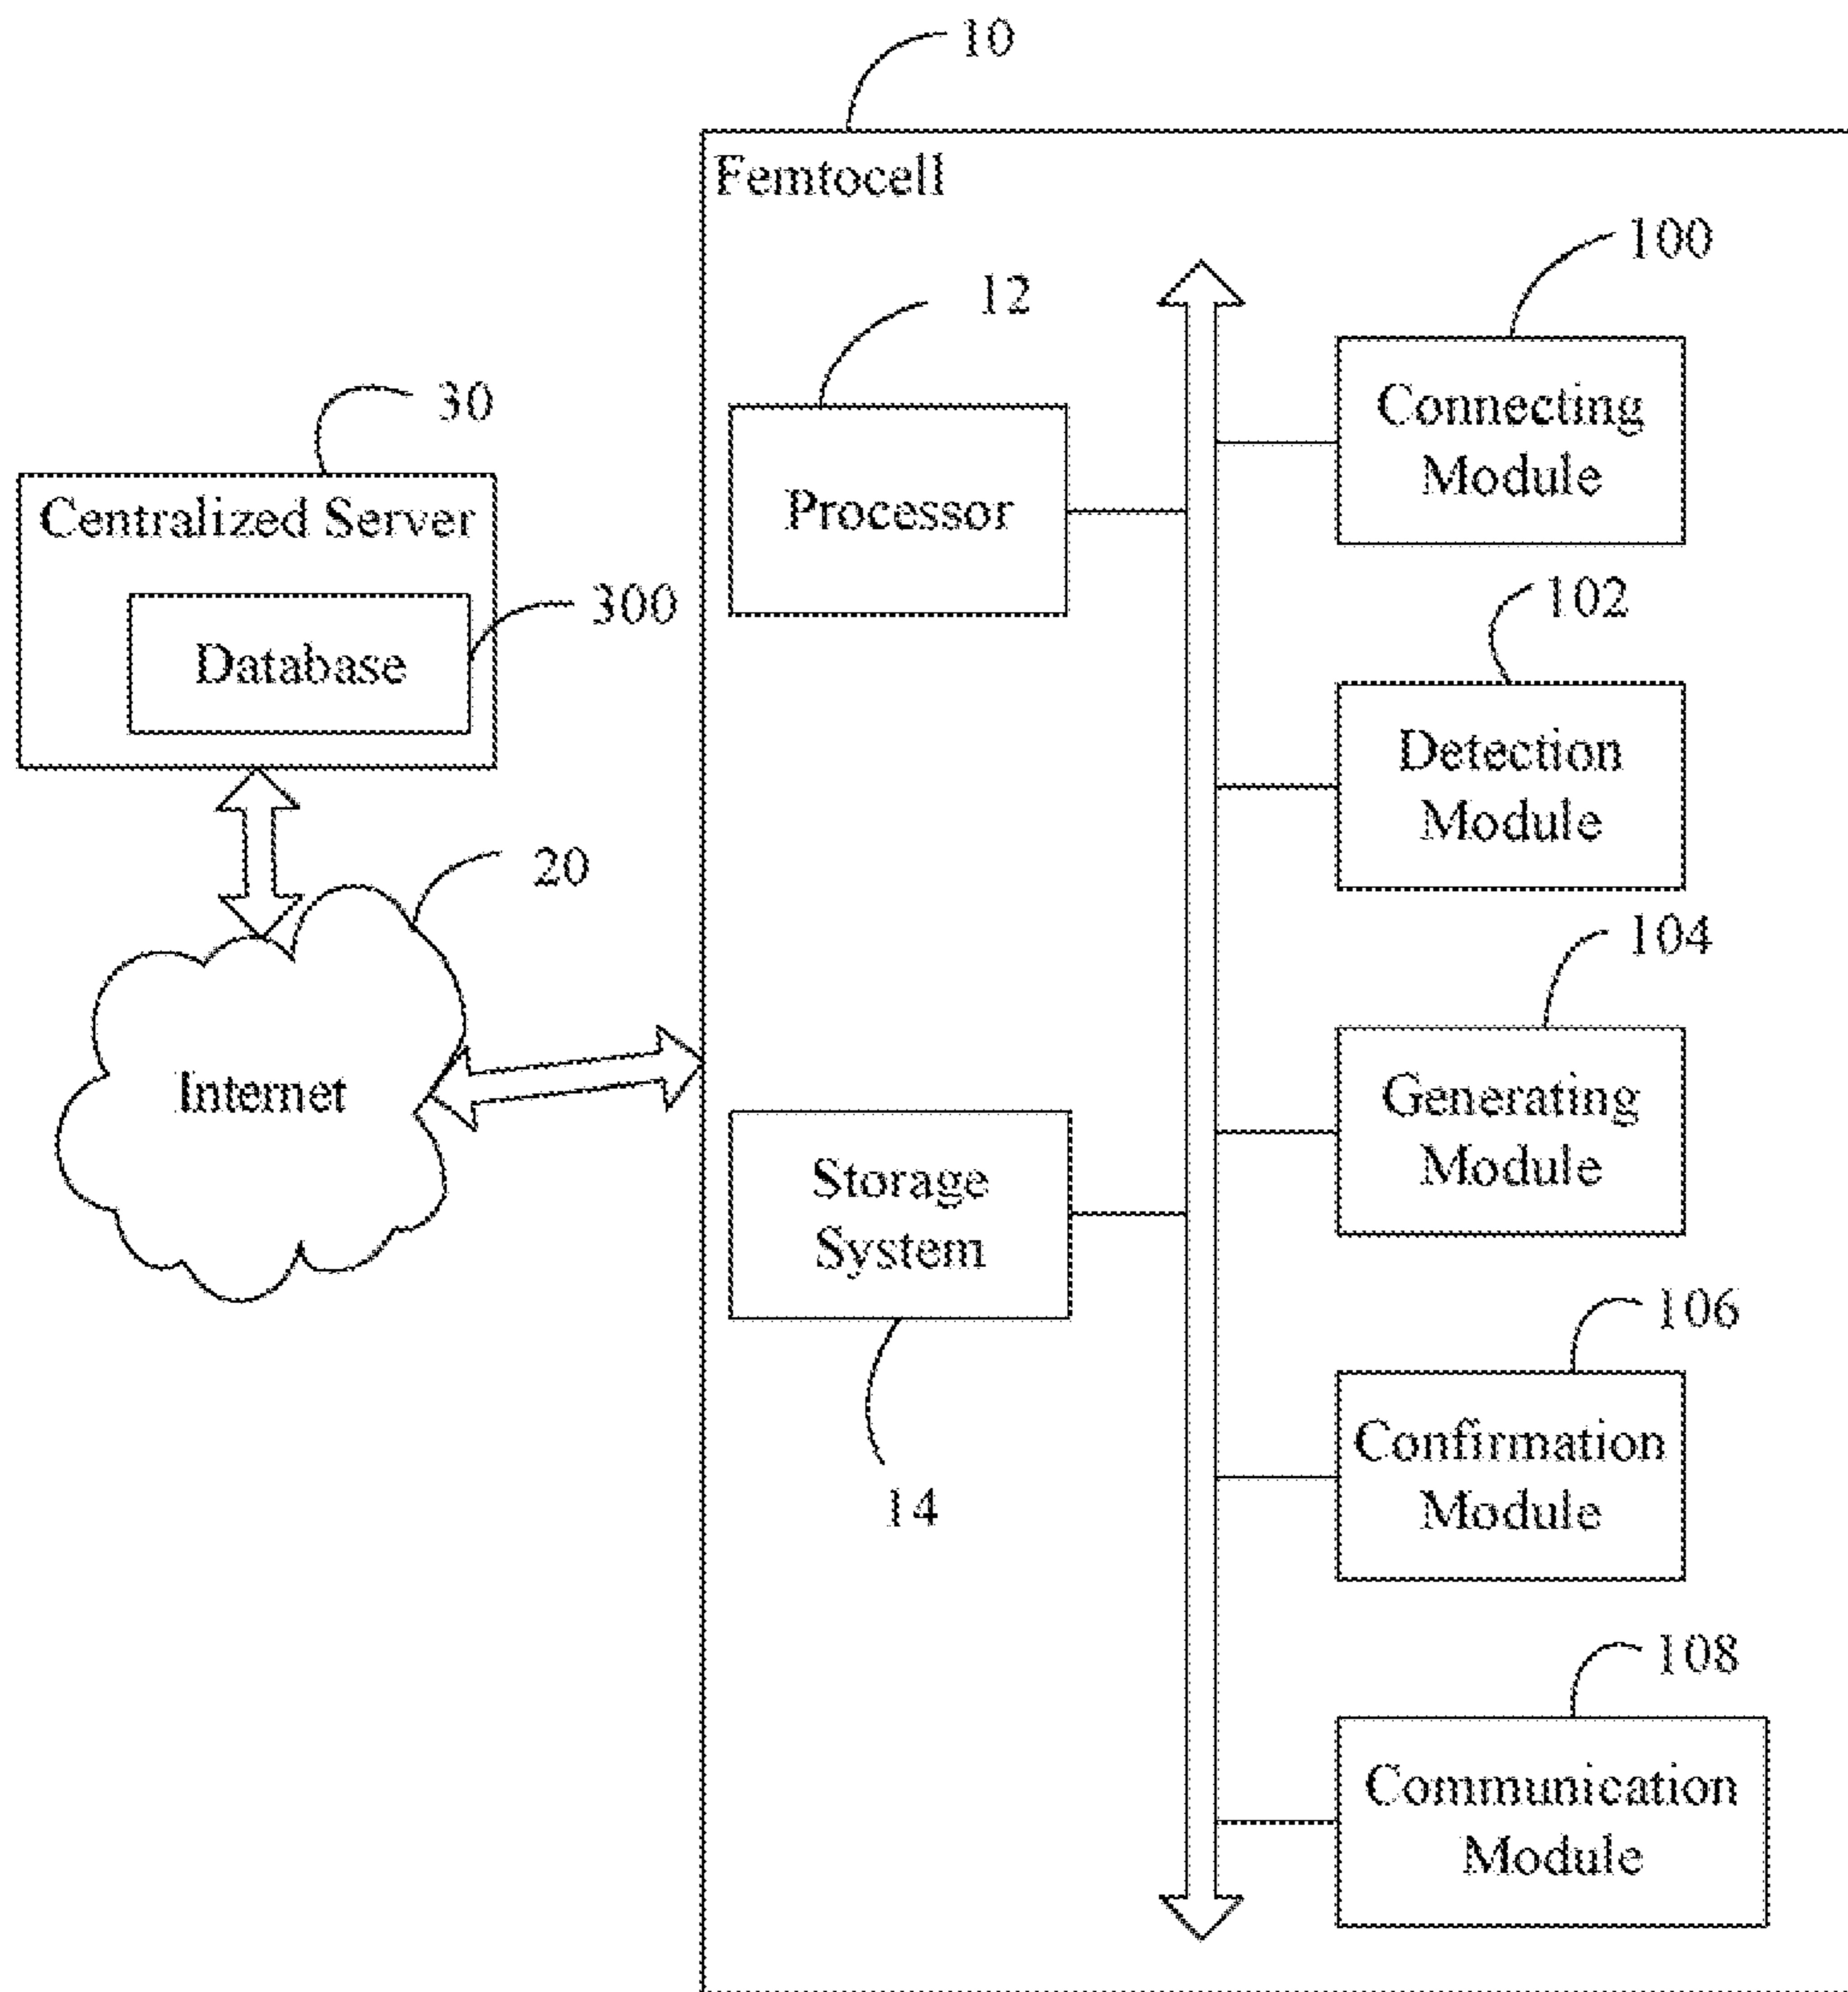 10
Femtocell
100
12
Connecting
Module
30
Processor
Centralized Server
300
102
Database
Detection
Module
20
104
Internet
Generating
Module
Storage
System
106
14
Confirmation
Module
108
Communication
Module